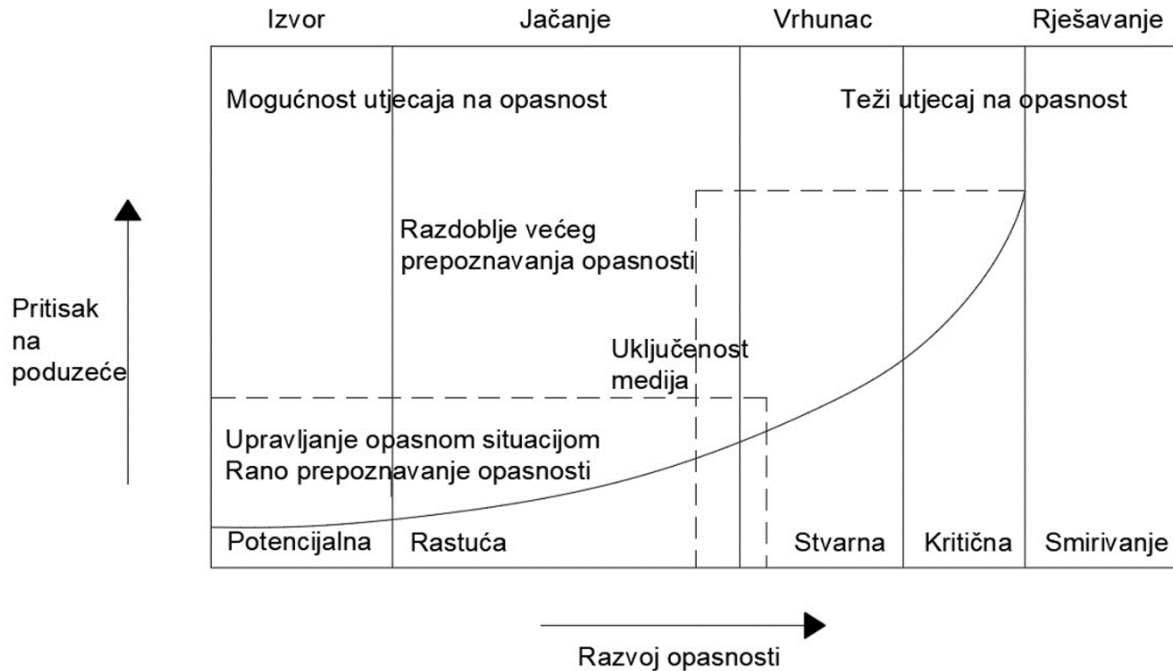 Izvor
Jačanje
Vrhunac
Rješavanje
Mogućnost utjecaja na opasnost
Teži utjecaj na opasnost
Razdoblje većeg
prepoznavanja opasnosti
Pritisak
na
poduzeće
Uključenost
medija
Upravljanje opasnom situacijom
Rano prepoznavanje opasnosti
Potencijalna
Rastuća
Stvarna
Kritična
Smirivanje
Razvoj opasnosti